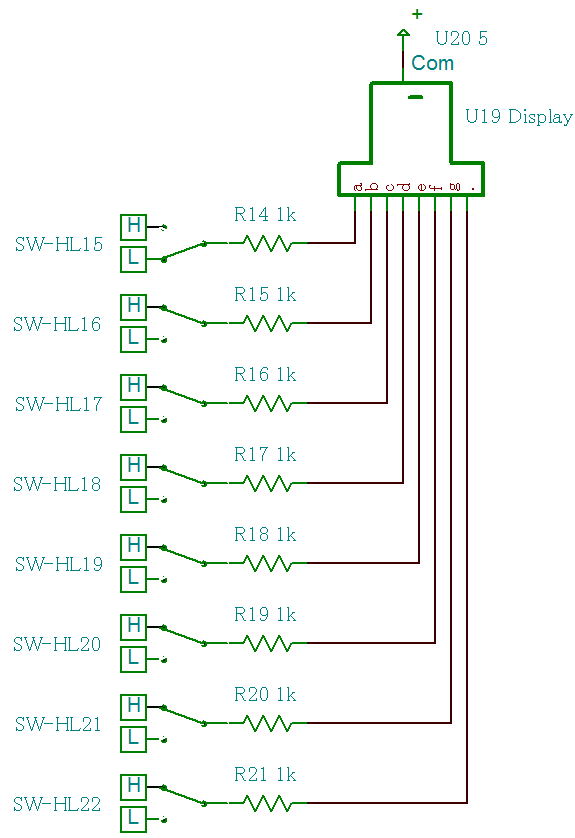 +
U20 5
Com
U19 Display
a b c d e f g .
R14 1k
H
SW-HL15
L
R15 1k
H
SW-HL16
L
R16 1k
H
SW-HL17
L
R17 1k
H
SW-HL18
L
R18 1k
H
SW-HL19
L
R19 1k
H
SW-HL20
L
R20 1k
H
SW-HL21
L
R21 1k
H
SW-HL22
L